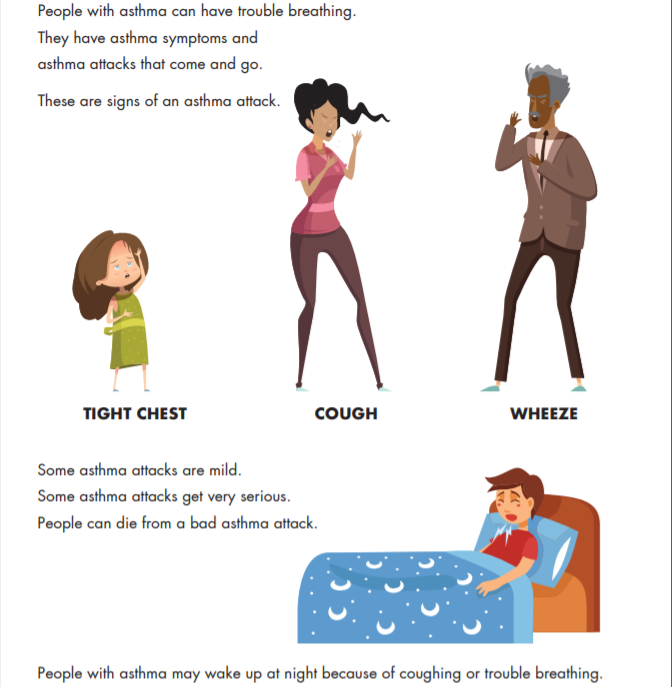 People with asthma can have trouble breathing.
They have asthma symptoms and
asthma attacks that come and go.
These are signs of an asthma attack.
TIGHT CHEST
COUGH
WHEEZE
Some asthma attacks are mild.
Some asthma attacks get very serious.
People can die from a bad asthma attack.
People with asthma may wake up at night because of coughing or trouble breathing.